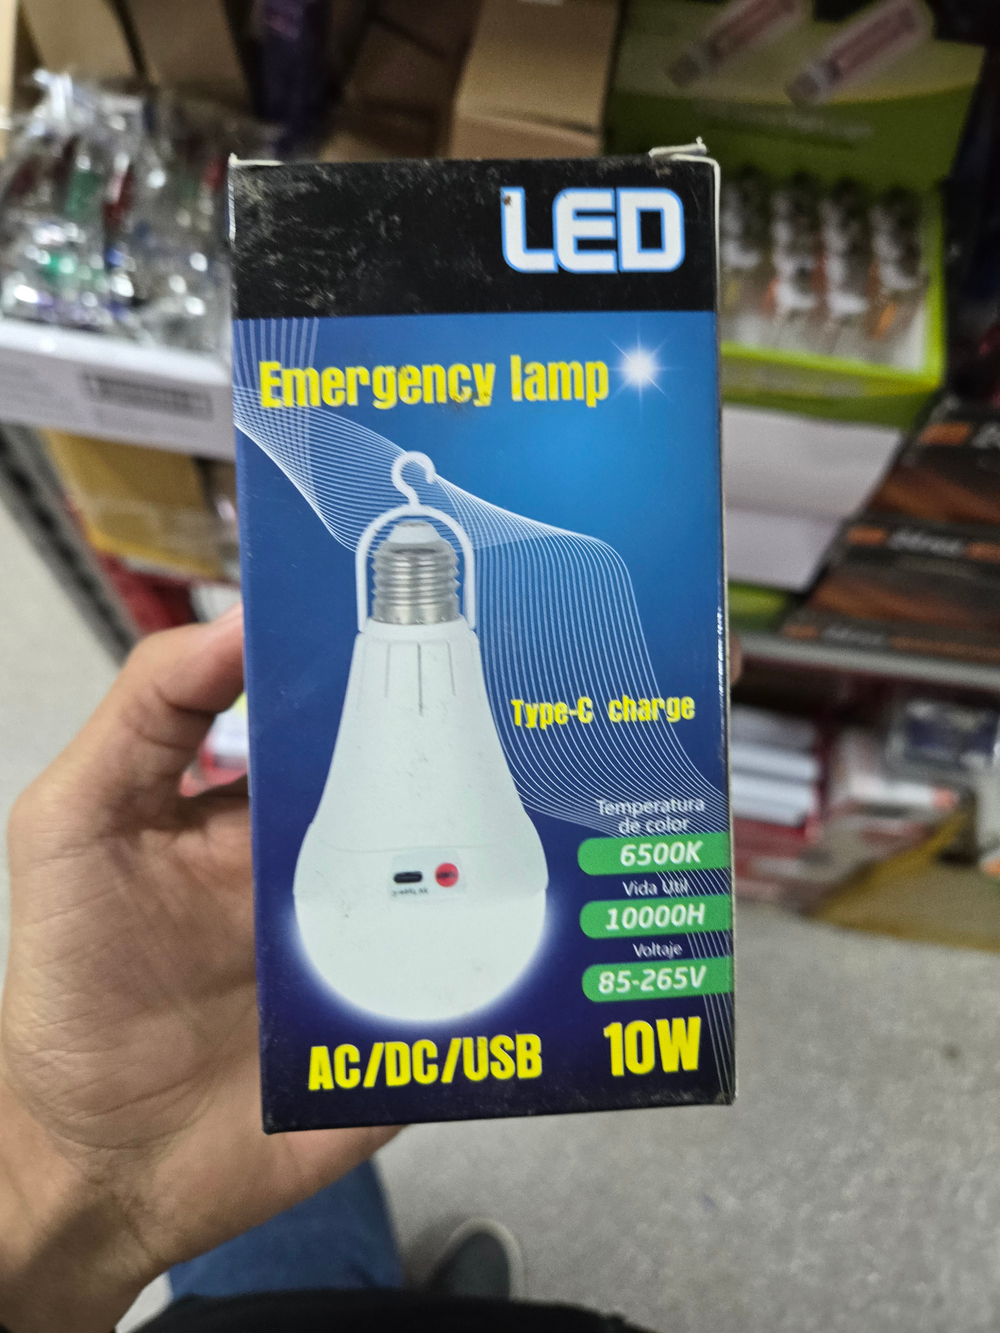 LED
Emergency lamp
Type-C charge
Temperatura
de color
6500K
Vida Útil
10000H
Voltaje
85-265V
AC/DC/USB
10W